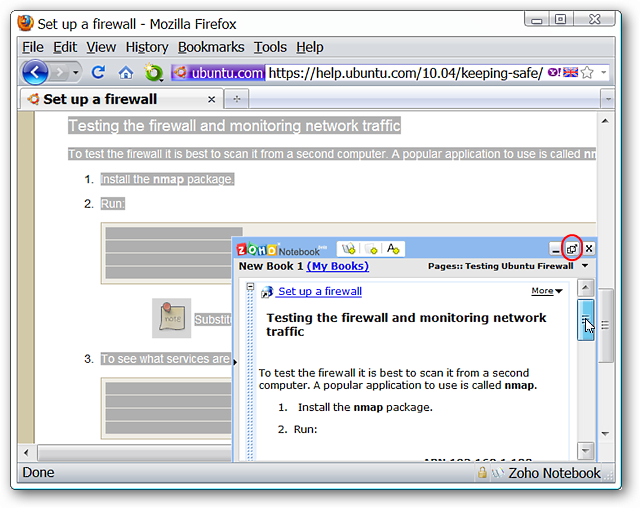 Set up a firewall - Mozilla Firefox
File Edit View History Bookmarks Tools Help
ubuntu.com https://help.ubuntu.com/10.04/keeping-safe/ Y!
Set up a firewall
Testing the firewall and monitoring network traffic
To test the firewall it is best to scan it from a second computer. A popular application to use is called
1. Install the nmap package.
2. Run:
note
Substit
3. To see what services are
ZOHO Notebook
New Book 1 (My Books) Pages:: Testing Ubuntu Firewall
Set up a firewall More
Testing the firewall and monitoring network
traffic
To test the firewall it is best to scan it from a second
computer. A popular application to use is called nmap.
1. Install the nmap package.
2. Run:
Done Zoho Notebook